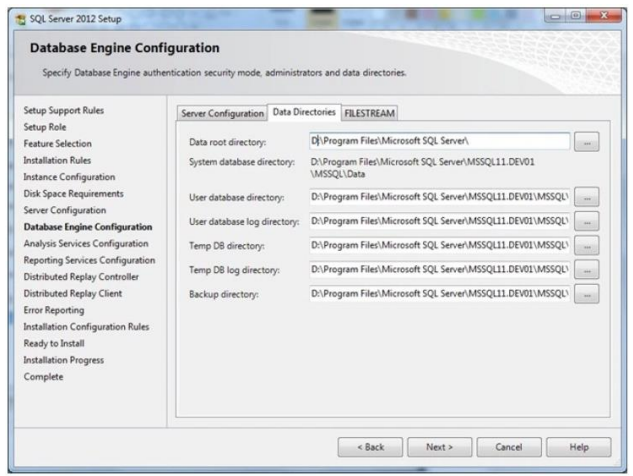 SQL Server 2012 Setup
Database Engine Configuration
Specify Database Engine authentication security mode, administrators and data directories.
Setup Support Rules
Setup Role
Feature Selection
Installation Rules
Instance Configuration
Disk Space Requirements
Server Configuration
Database Engine Configuration
Analysis Services Configuration
Reporting Services Configuration
Distributed Replay Controller
Distributed Replay Client
Error Reporting
Installation Configuration Rules
Ready to Install
Installation Progress
Complete
Server Configuration Data Directories FILESTREAM
Data root directory: D:\Program Files\Microsoft SQL Server\ ...
System database directory: D:\Program Files\Microsoft SQL Server\MSSQL11.DEV01
\MSSQL\Data
User database directory: D:\Program Files\Microsoft SQL Server\MSSQL11.DEV01\MSSQL\ ...
User database log directory: D:\Program Files\Microsoft SQL Server\MSSQL11.DEV01\MSSQL\ ...
Temp DB directory: D:\Program Files\Microsoft SQL Server\MSSQL11.DEV01\MSSQL\ ...
Temp DB log directory: D:\Program Files\Microsoft SQL Server\MSSQL11.DEV01\MSSQL\ ...
Backup directory: D:\Program Files\Microsoft SQL Server\MSSQL11.DEV01\MSSQL\ ...
< Back Next > Cancel Help